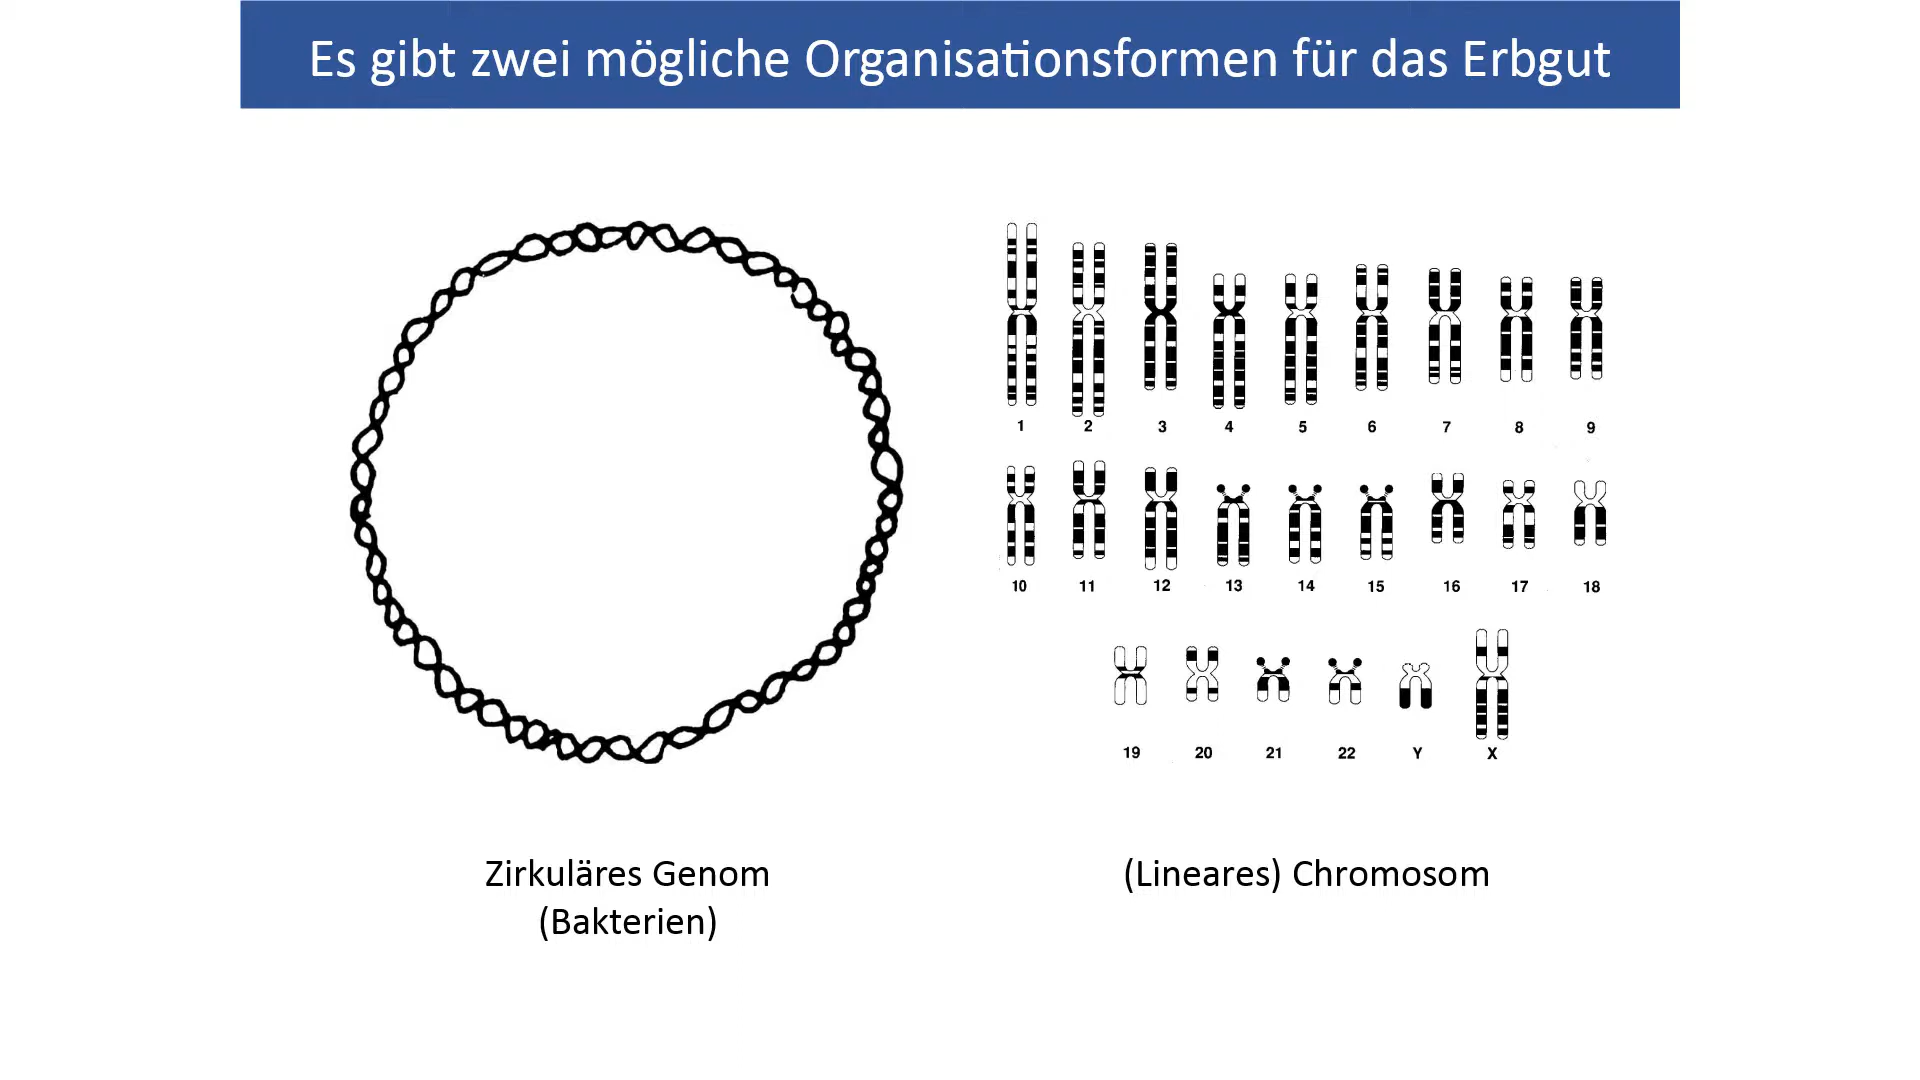 Es gibt zwei mögliche Organisationsformen für das Erbgut
1 2 3 4 5 6 7 8 9
10 11 12 13 14 15 16 17 18
19 20 21 22 Y X
Zirkuläres Genom
(Bakterien)
(Lineares) Chromosom